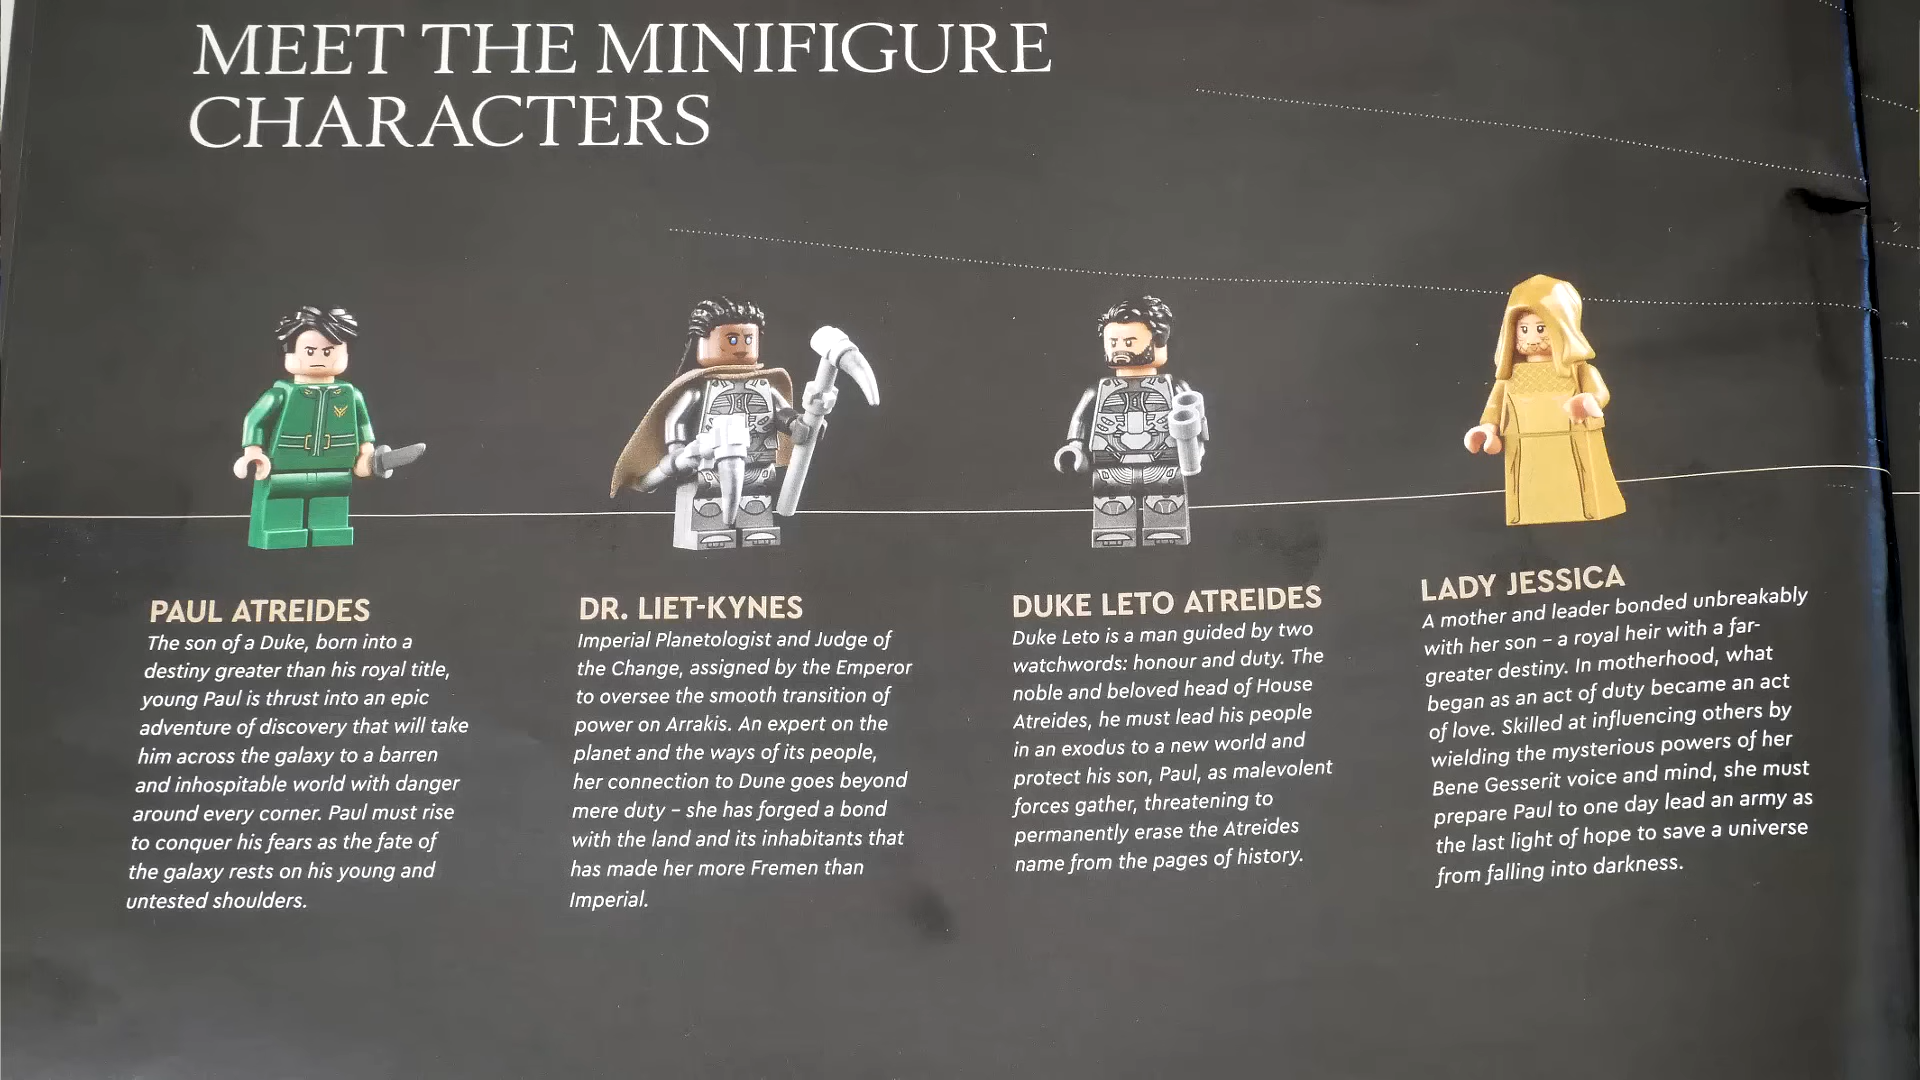 MEET THE MINIFIGURE
CHARACTERS
PAUL ATREIDES
The son of a Duke, born into a
destiny greater than his royal title,
young Paul is thrust into an epic
adventure of discovery that will take
him across the galaxy to a barren
and inhospitable world with danger
around every corner. Paul must rise
to conquer his fears as the fate of
the galaxy rests on his young and
untested shoulders.
DR. LIET-KYNES
Imperial Planetologist and Judge of
the Change, assigned by the Emperor
to oversee the smooth transition of
power on Arrakis. An expert on the
planet and the ways of its people,
her connection to Dune goes beyond
mere duty – she has forged a bond
with the land and its inhabitants that
has made her more Fremen than
Imperial.
DUKE LETO ATREIDES
Duke Leto is a man guided by two
watchwords: honour and duty. The
noble and beloved head of House
Atreides, he must lead his people
in an exodus to a new world and
protect his son, Paul, as malevolent
forces gather, threatening to
permanently erase the Atreides
name from the pages of history.
LADY JESSICA
A mother and leader bonded unbreakably
with her son – a royal heir with a far-
greater destiny. In motherhood, what
began as an act of duty became an act
of love. Skilled at influencing others by
wielding the mysterious powers of her
Bene Gesserit voice and mind, she must
prepare Paul to one day lead an army as
the last light of hope to save a universe
from falling into darkness.